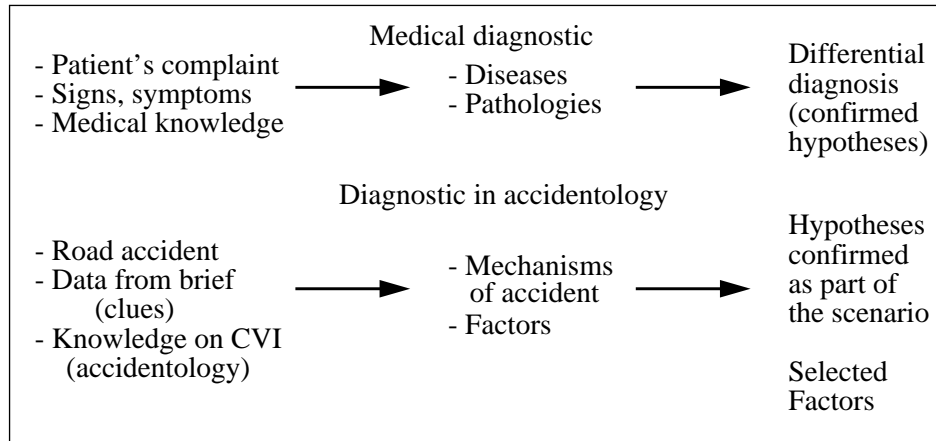 Medical diagnostic
- Patient's complaint
- Signs, symptoms
- Medical knowledge
- Diseases
- Pathologies
Differential
diagnosis
(confirmed
hypotheses)
Diagnostic in accidentology
- Road accident
- Data from brief
(clues)
- Knowledge on CVI
(accidentology)
- Mechanisms
of accident
- Factors
Hypotheses
confirmed
as part of
the scenario
Selected
Factors